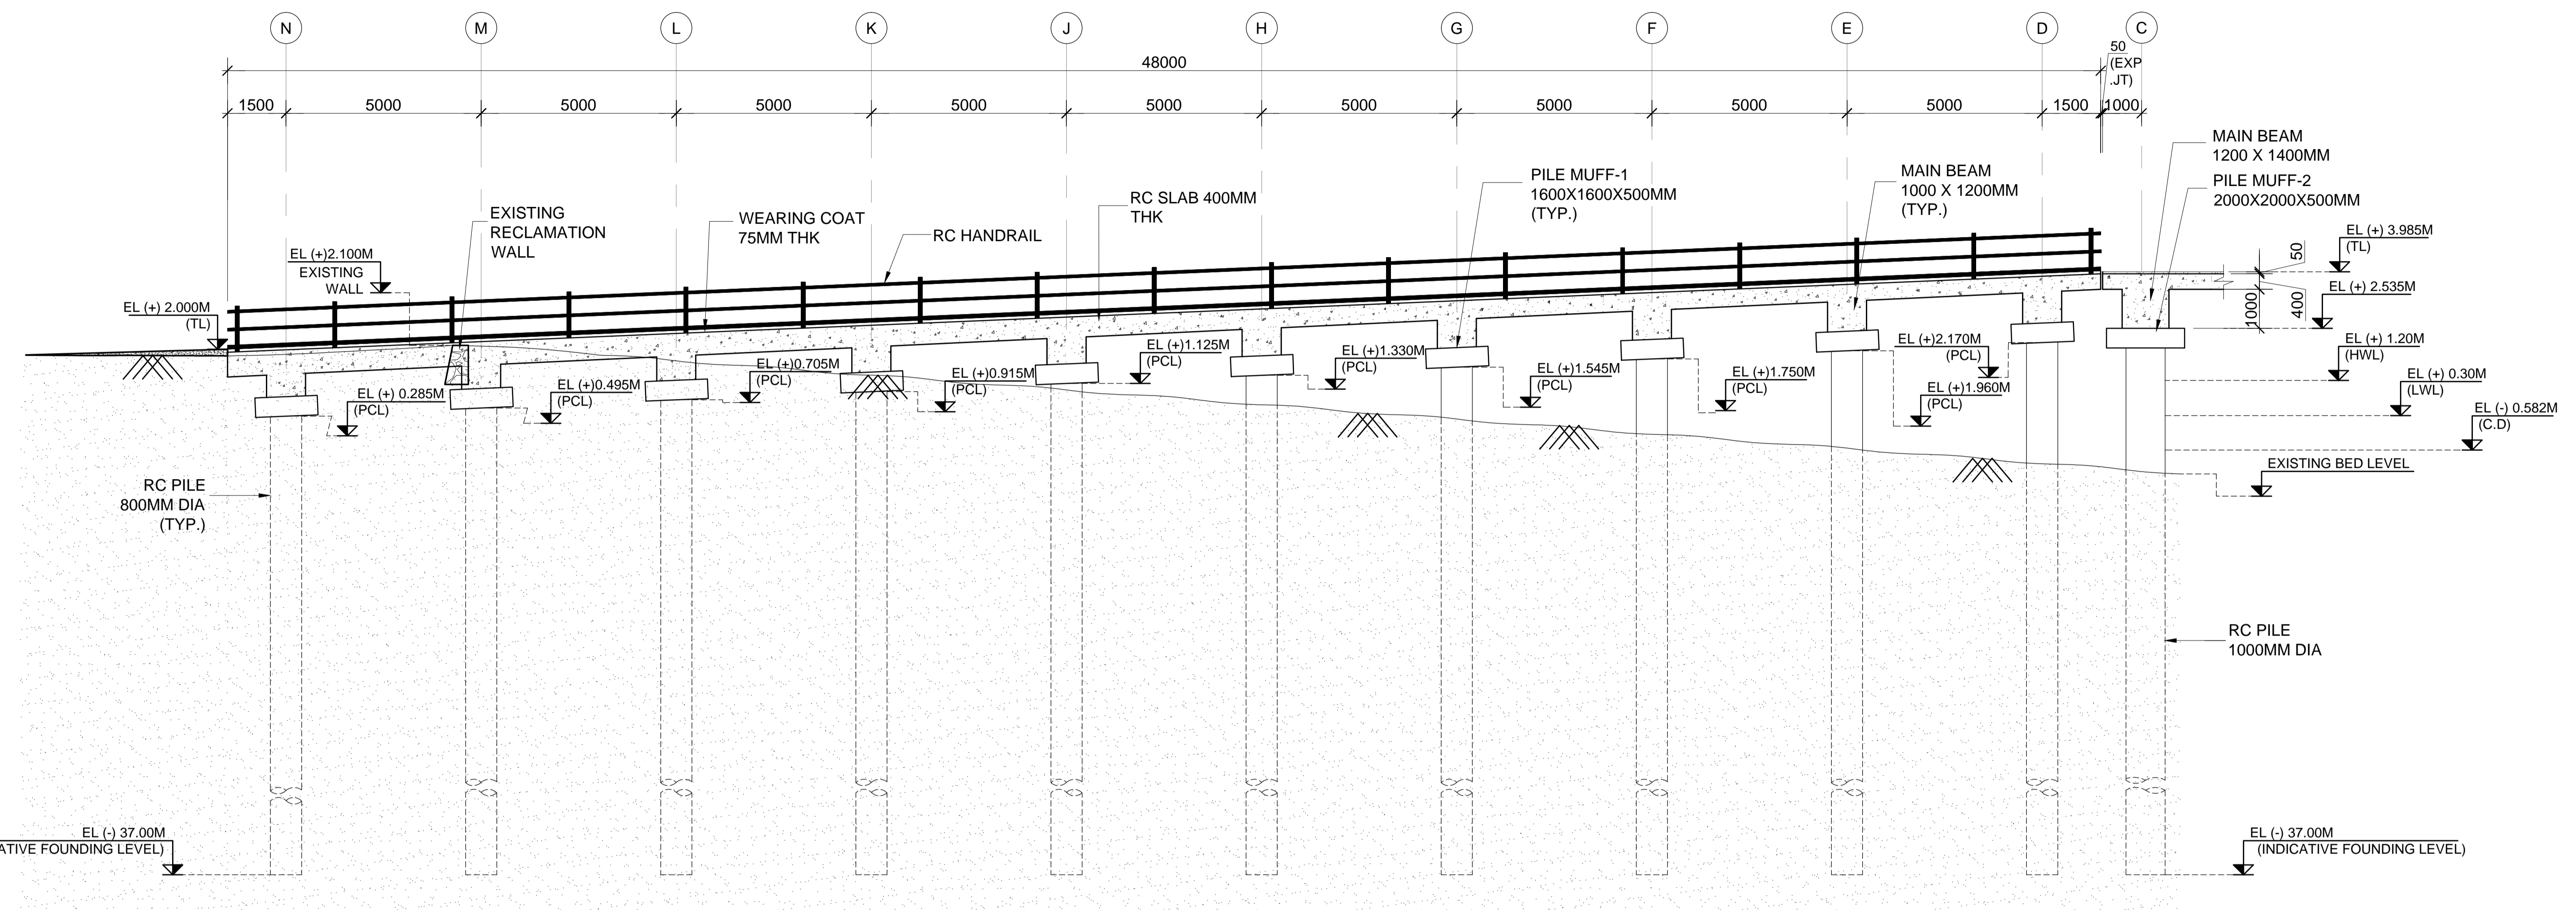 N
M
L
K
J
H
G
F
E
D
C
48000
50
(EXP
.JT)
1500
5000
5000
5000
5000
5000
5000
5000
5000
5000
1500
1000
MAIN BEAM
1200 X 1400MM
PILE MUFF-2
2000X2000X500MM
MAIN BEAM
1000 X 1200MM
(TYP.)
PILE MUFF-1
1600X1600X500MM
(TYP.)
RC SLAB 400MM
THK
EXISTING
RECLAMATION
WALL
WEARING COAT
75MM THK
RC HANDRAIL
EL (+)2.100M
EXISTING
WALL
EL (+) 2.000M
(TL)
EL (+) 3.985M
(TL)
50
400
1000
EL (+) 2.535M
EL (+) 1.20M
(HWL)
EL (+) 0.30M
(LWL)
EL (-) 0.582M
(C.D)
EXISTING BED LEVEL
EL (+) 0.285M
(PCL)
EL (+)0.495M
(PCL)
EL (+)0.705M
(PCL)
EL (+)0.915M
(PCL)
EL (+)1.125M
(PCL)
EL (+)1.330M
(PCL)
EL (+)1.545M
(PCL)
EL (+)1.750M
(PCL)
EL (+)2.170M
(PCL)
EL (+)1.960M
(PCL)
RC PILE
800MM DIA
(TYP.)
RC PILE
1000MM DIA
EL (-) 37.00M
ATIVE FOUNDING LEVEL)
EL (-) 37.00M
(INDICATIVE FOUNDING LEVEL)